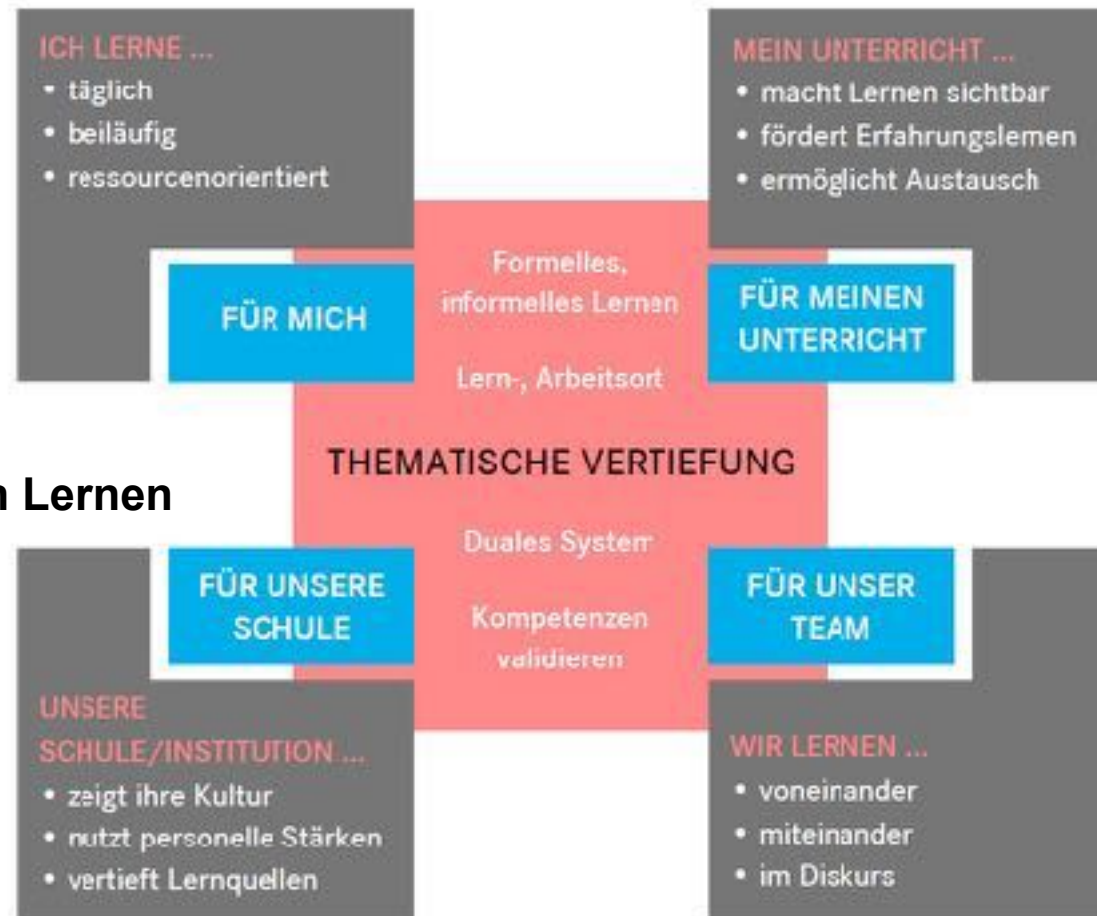 ICH LERNE ...
• täglich
• beiläufig
• ressourcenorientiert
FÜR MICH
MEIN UNTERRICHT ...
• macht Lernen sichtbar
• fördert Erfahrungslernen
• ermöglicht Austausch
FÜR MEINEN
UNTERRICHT
Formelles,
informelles Lernen
Lern-, Arbeitsort
THEMATISCHE VERTIEFUNG
Duales System
Kompetenzen
validieren
Lernen
FÜR UNSERE
SCHULE
UNSERE
SCHULE/INSTITUTION ...
• zeigt ihre Kultur
• nutzt personelle Stärken
• vertieft Lernquellen
FÜR UNSER
TEAM
WIR LERNEN ...
• voneinander
• miteinander
• im Diskurs